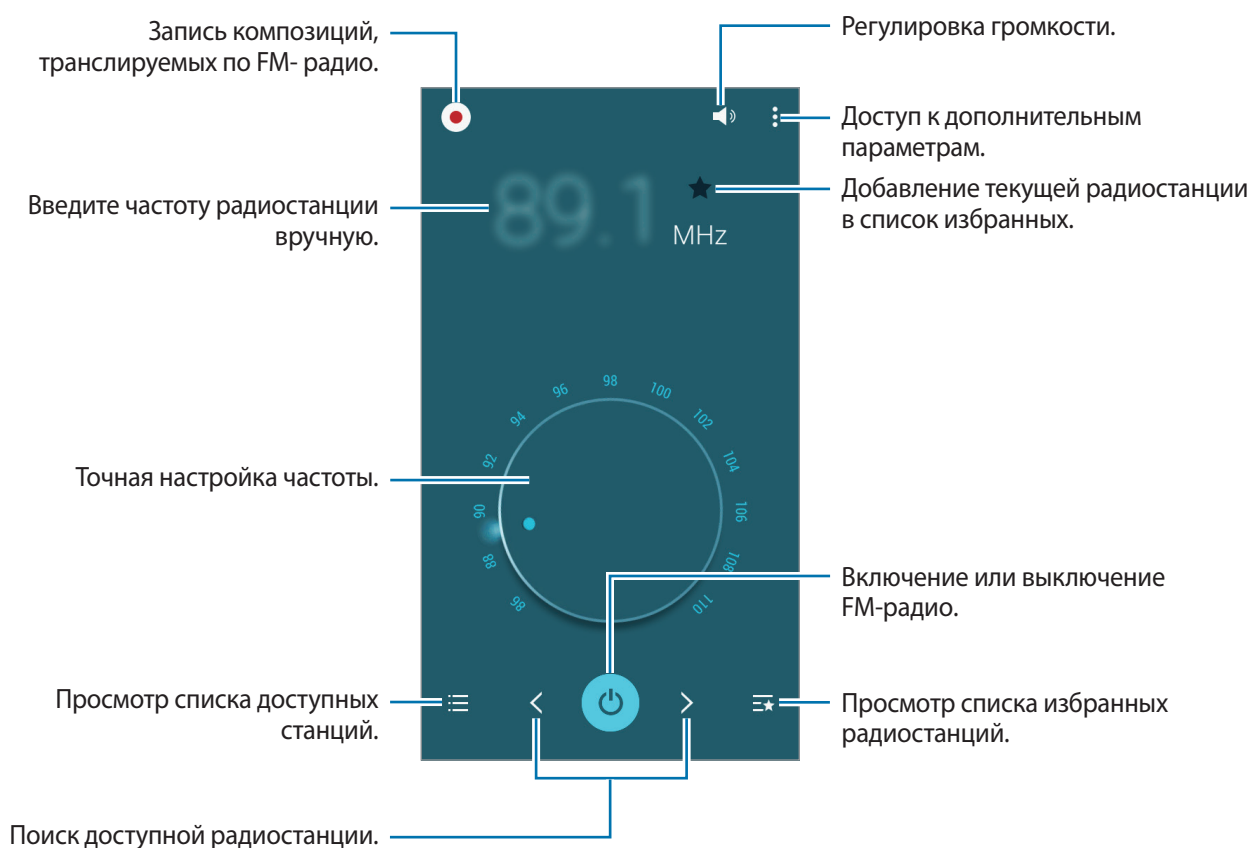 Запись композиций,
транслируемых по FM- радио.
Регулировка громкости.
Доступ к дополнительным
параметрам.
Введите частоту радиостанции
вручную.
89.1
MHz
Добавление текущей радиостанции
в список избранных.
Точная настройка частоты.
86
88
90
92
94
96
98
100
102
104
106
108
110
Включение или выключение
FM-радио.
Просмотр списка доступных
станций.
Просмотр списка избранных
радиостанций.
Поиск доступной радиостанции.